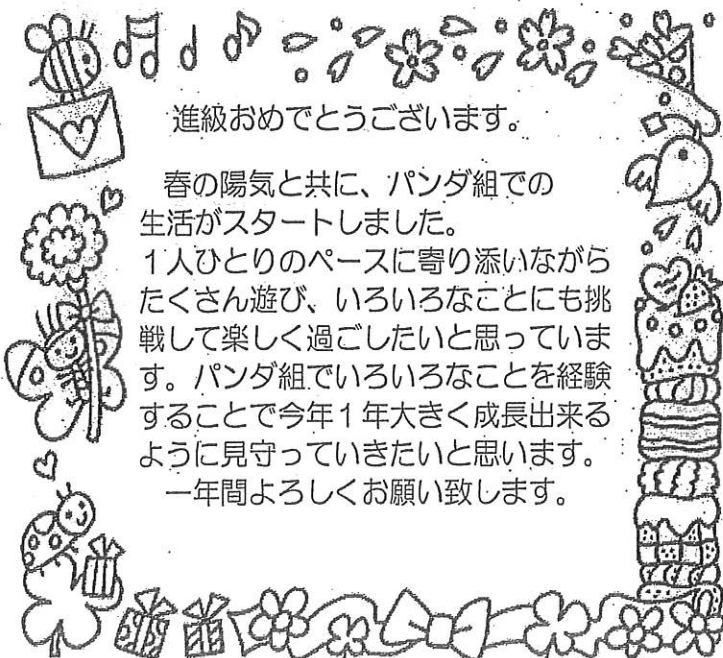 進級おめでとうございます。
春の陽気と共に、パンダ組での
生活がスタートしました。
１人ひとりのペースに寄り添いながら
たくさん遊び、いろいろなことにも挑
戦して楽しく過ごしたいと思っていま
す。パンダ組でいろいろなことを経験
することで今年１年大きく成長出来る
ように見守っていきたいと思います。
一年間よろしくお願い致します。